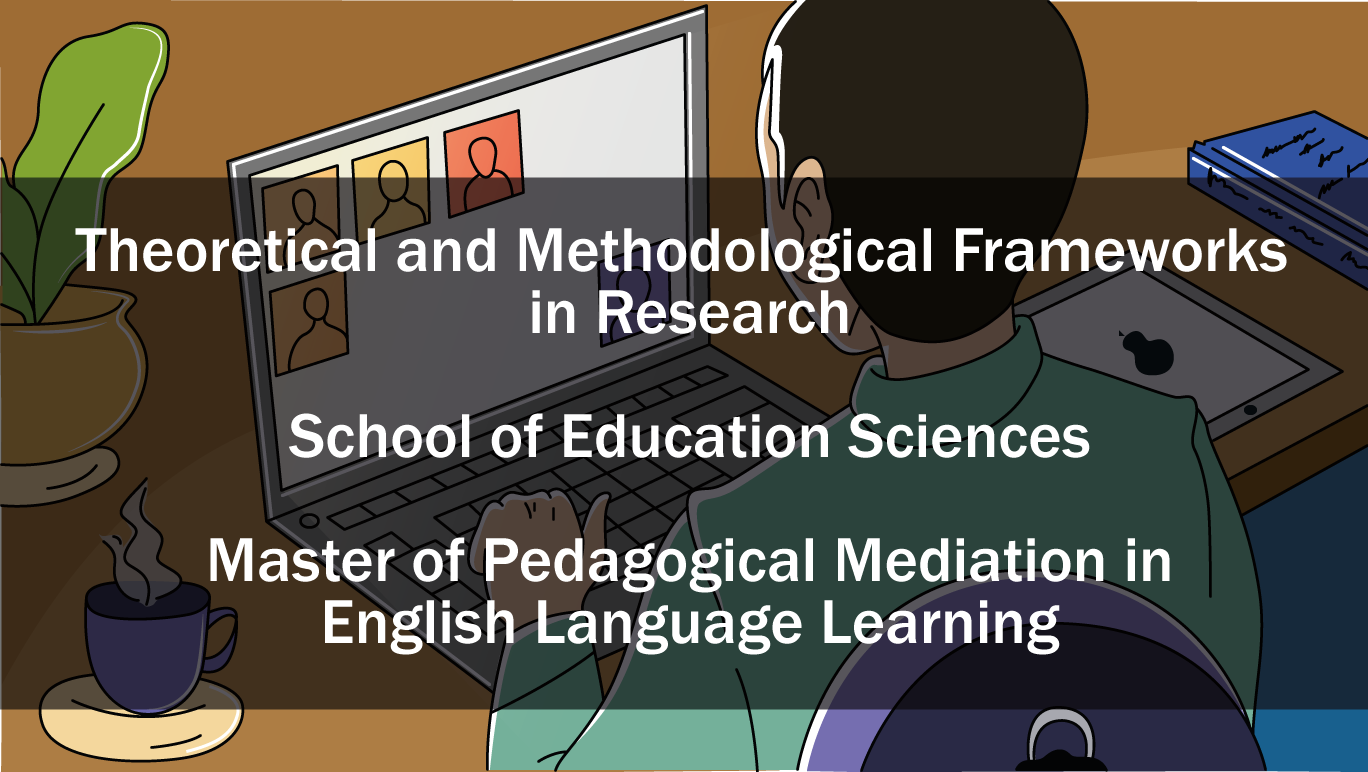 Theoretical and Methodological Frameworks
in Research
School of Education Sciences
Master of Pedagogical Mediation in
English Language Learning